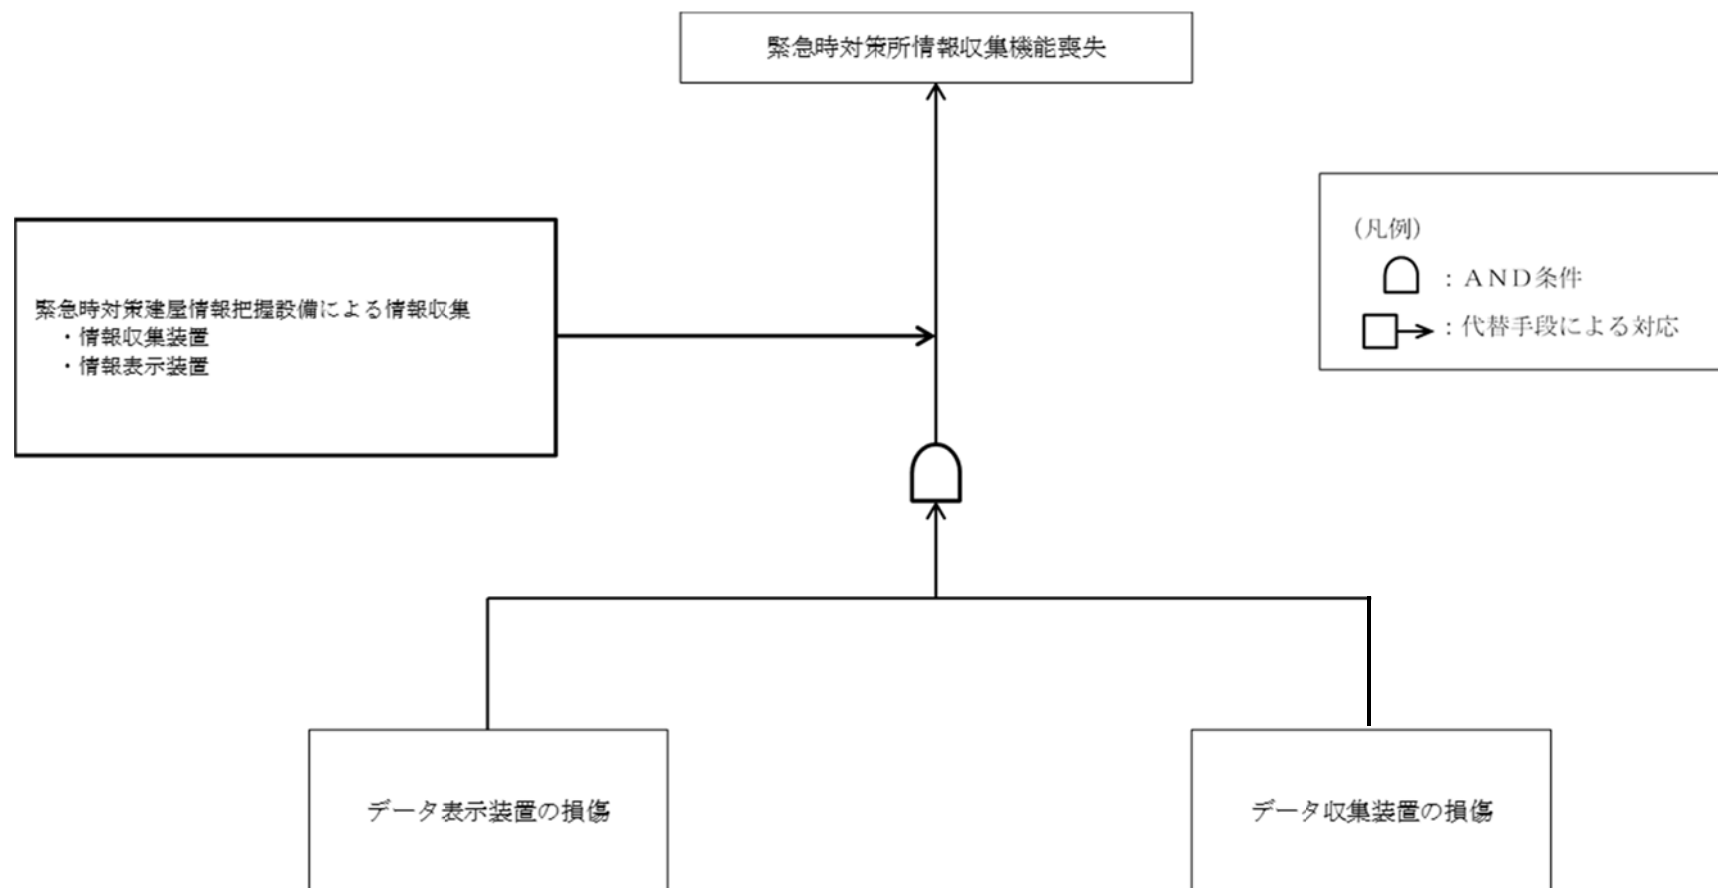 緊急時対策所情報収集機能喪失
(凡例)
：ＡＮＤ条件
：代替手段による対応
緊急時対策建屋情報把握設備による情報収集
・情報収集装置
・情報表示装置
データ表示装置の損傷
データ収集装置の損傷